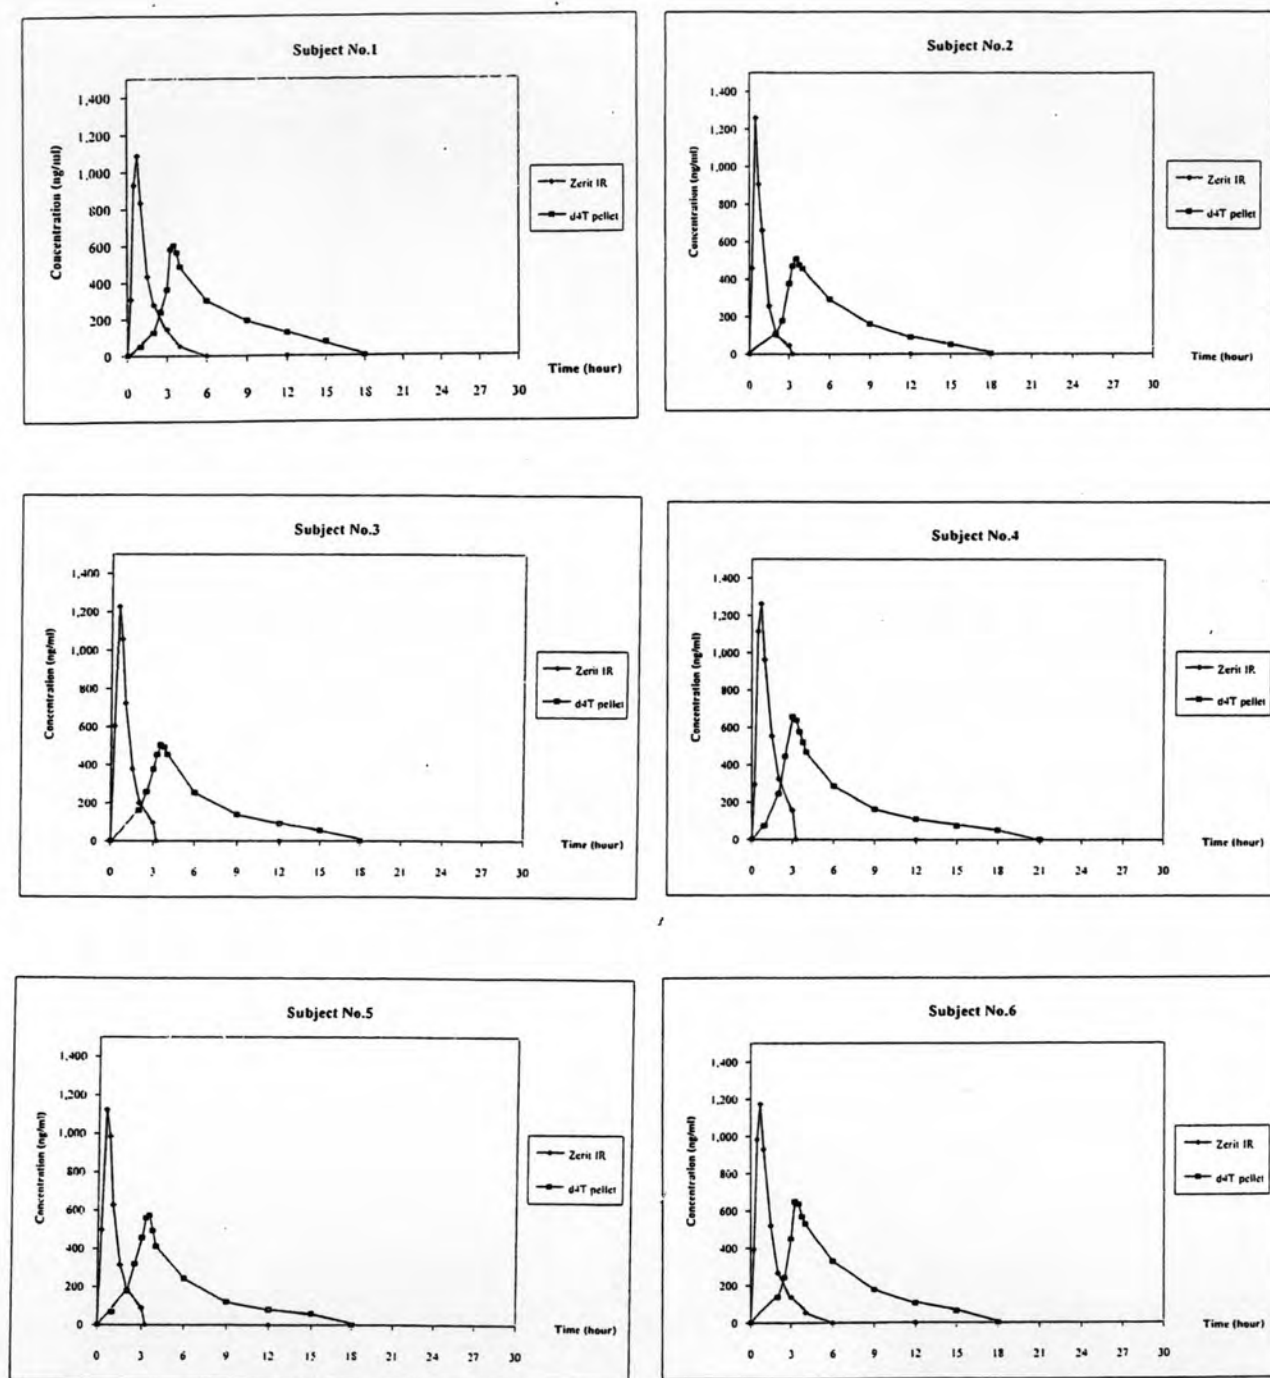 Subject No.1
1,400
1,200
1,000
800
600
400
200
0
Concentration (ng/ml)
0 3 6 9 12 15 18 21 24 27 30
Time (hour)
Zerit IR
d4T pellet
Subject No.2
1,400
1,200
1,000
800
600
400
200
0
Concentration (ng/ml)
0 3 6 9 12 15 18 21 24 27 30
Time (hour)
Zerit IR
d4T pellet
Subject No.3
1,400
1,200
1,000
800
600
400
200
0
Concentration (ng/ml)
0 3 6 9 12 15 18 21 24 27 30
Time (hour)
Zerit IR
d4T pellet
Subject No.4
1,400
1,200
1,000
800
600
400
200
0
Concentration (ng/ml)
0 3 6 9 12 15 18 21 24 27 30
Time (hour)
Zerit IR
d4T pellet
Subject No.5
1,400
1,200
1,000
800
600
400
200
0
Concentration (ng/ml)
0 3 6 9 12 15 18 21 24 27 30
Time (hour)
Zerit IR
d4T pellet
Subject No.6
1,400
1,200
1,000
800
600
400
200
0
Concentration (ng/ml)
0 3 6 9 12 15 18 21 24 27 30
Time (hour)
Zerit IR
d4T pellet